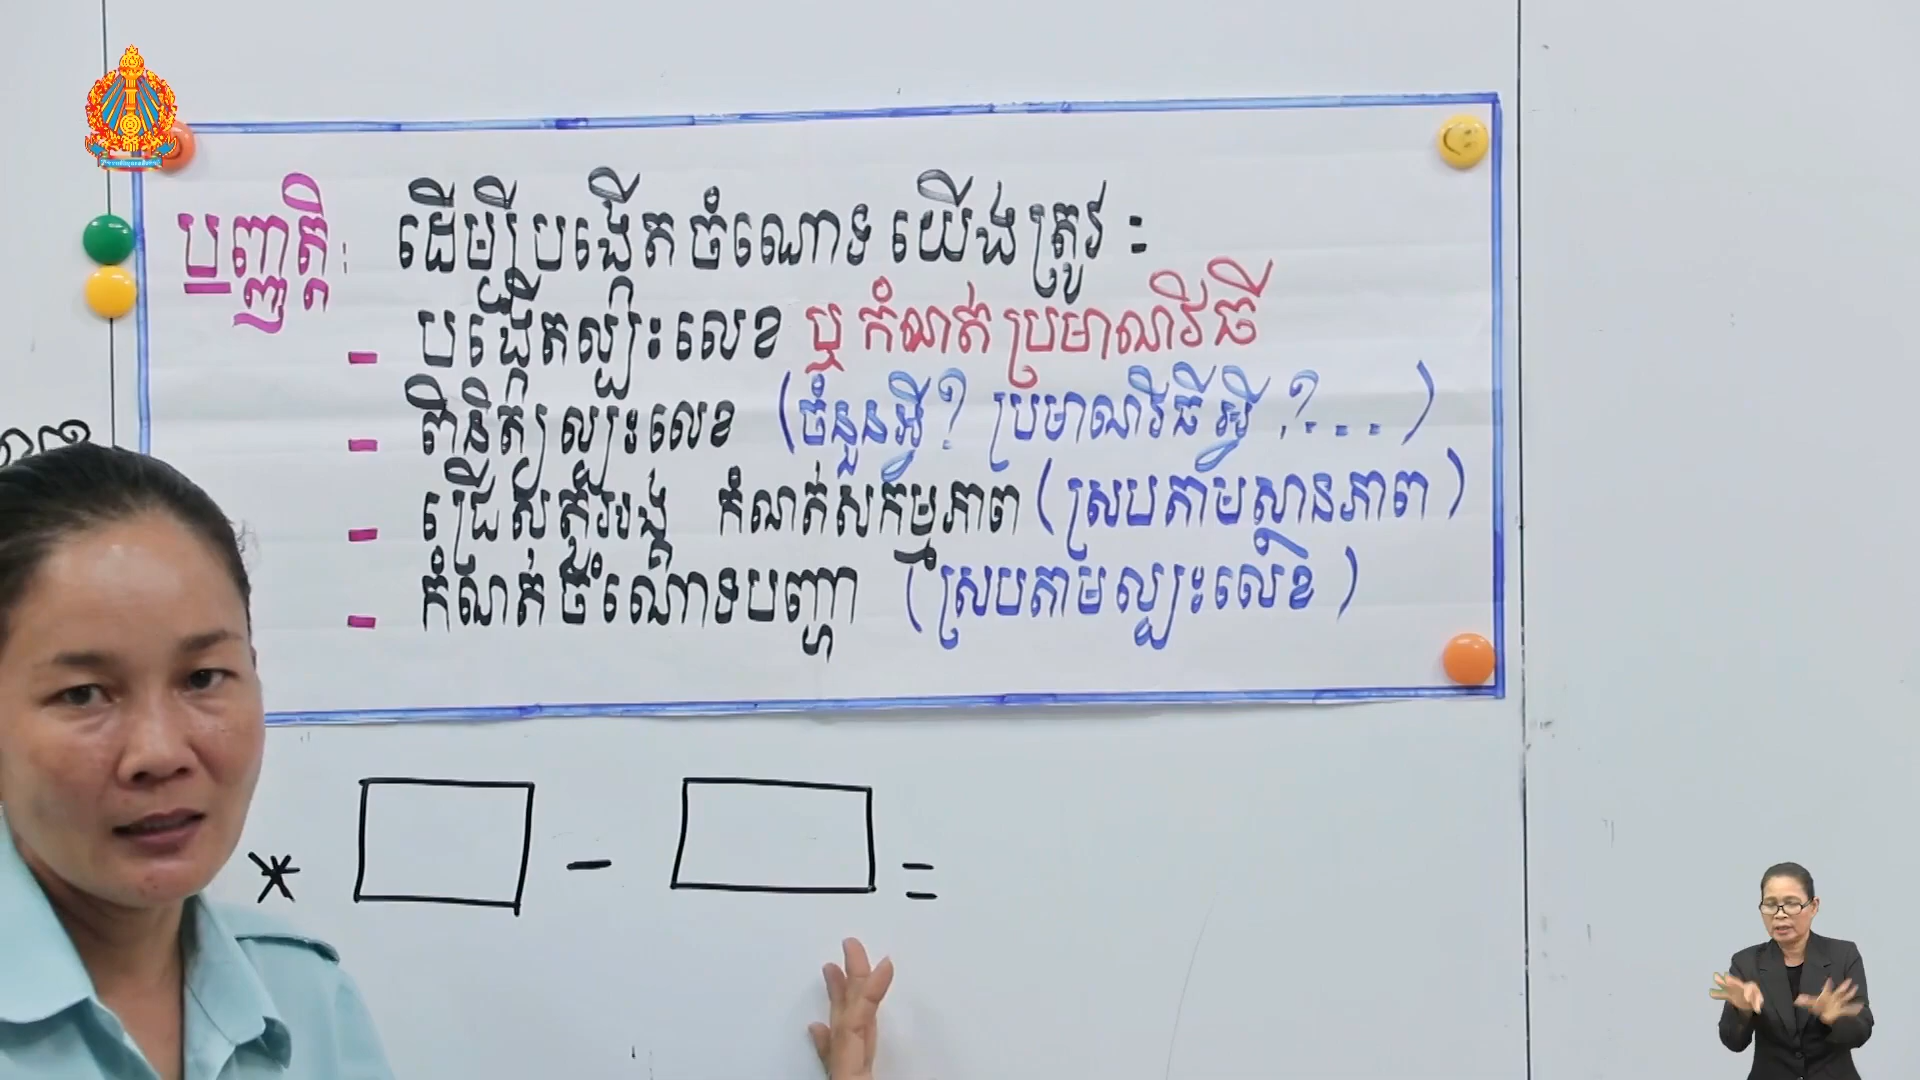 បញ្ញត្តិ: ដើម្បីបង្កើតចំណោទ យើងត្រូវ :
- បង្កើតល្បះលេខ ឬ កំណត់ប្រមាណវិធី
- ពិនិត្យល្បះលេខ (ចំនួនអ្វី? ប្រមាណវិធីអ្វី ?...)
- ជ្រើសតួអង្គ កំណត់សកម្មភាព (ស្របតាមស្ថានភាព)
- កំណត់ចំណោទបញ្ហា (ស្របតាមល្បះលេខ)
* - =